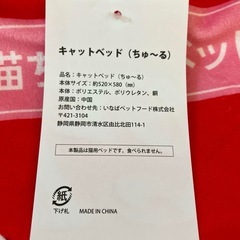 キャットベッド（ちゅ～る）
品名：キャットベッド（ちゅ～る）
本体サイズ：約520×580（㎜）
本体：ポリエステル、ポリウレタン、綿
原産国：中国
お問合わせ先：いなばペットフード株式会社
〒421-3104
静岡県静岡市清水区由比北田114-1
本製品は猫用ベッドです。食べられません。
紙
下げ札
MADE IN CHINA
猫
ベッ